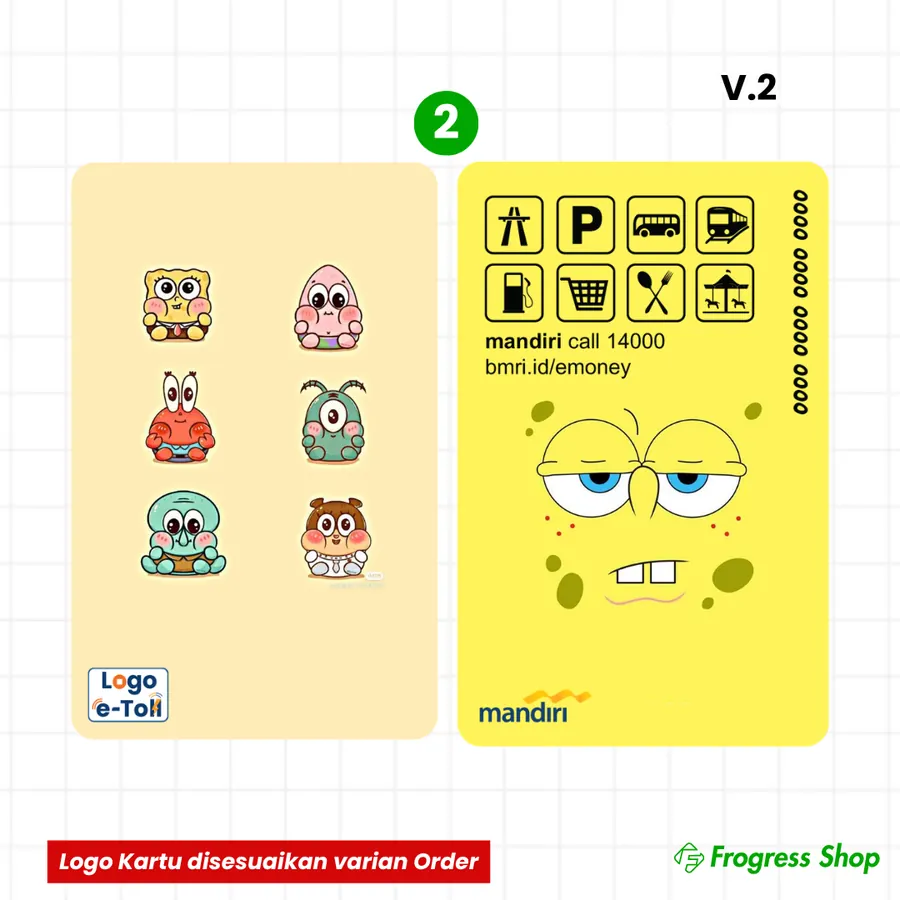 V.2
2
P
mandiri call 14000
bmri.id/emoney
0000 0000 0000 0000
Logo
e-Toll
mandırı
Logo Kartu disesuaikan varian Order
Frogress Shop